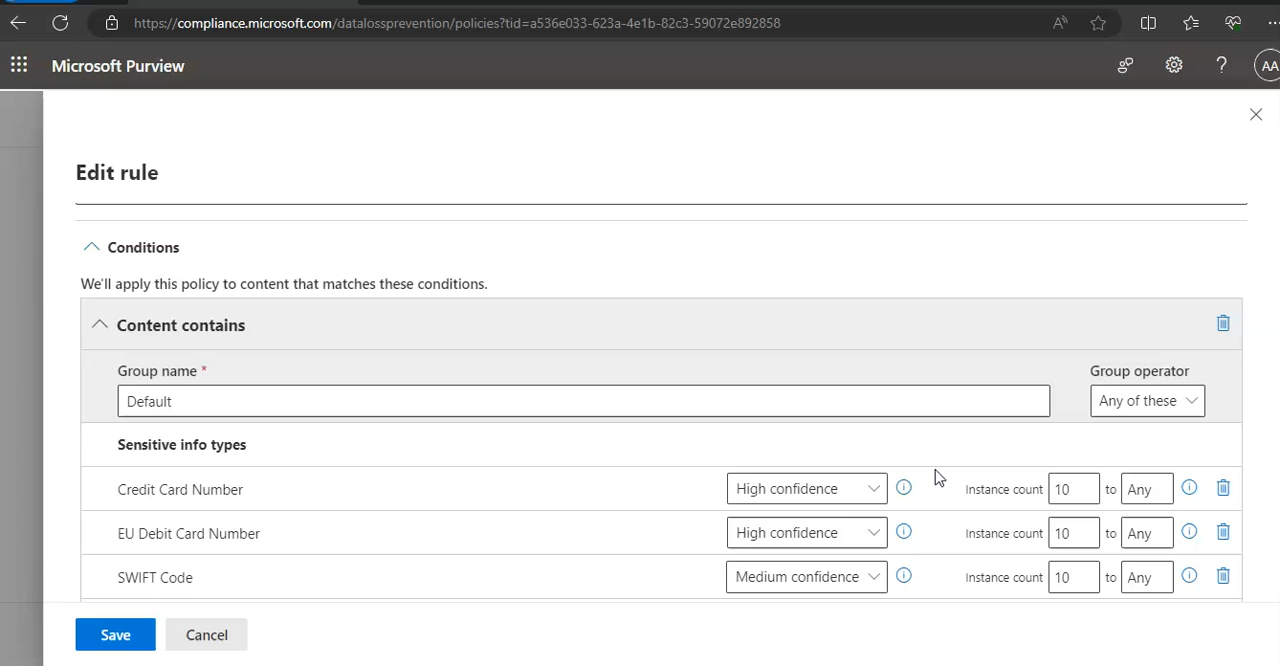 https://compliance.microsoft.com/datalossprevention/policies?tid=a536e033-623a-4e1b-82c3-59072e892858
Microsoft Purview
? AA
Edit rule
Conditions
We'll apply this policy to content that matches these conditions.
Content contains
Group name * Group operator
Default Any of these
Sensitive info types
Credit Card Number High confidence Instance count 10 to Any
EU Debit Card Number High confidence Instance count 10 to Any
SWIFT Code Medium confidence Instance count 10 to Any
Save Cancel